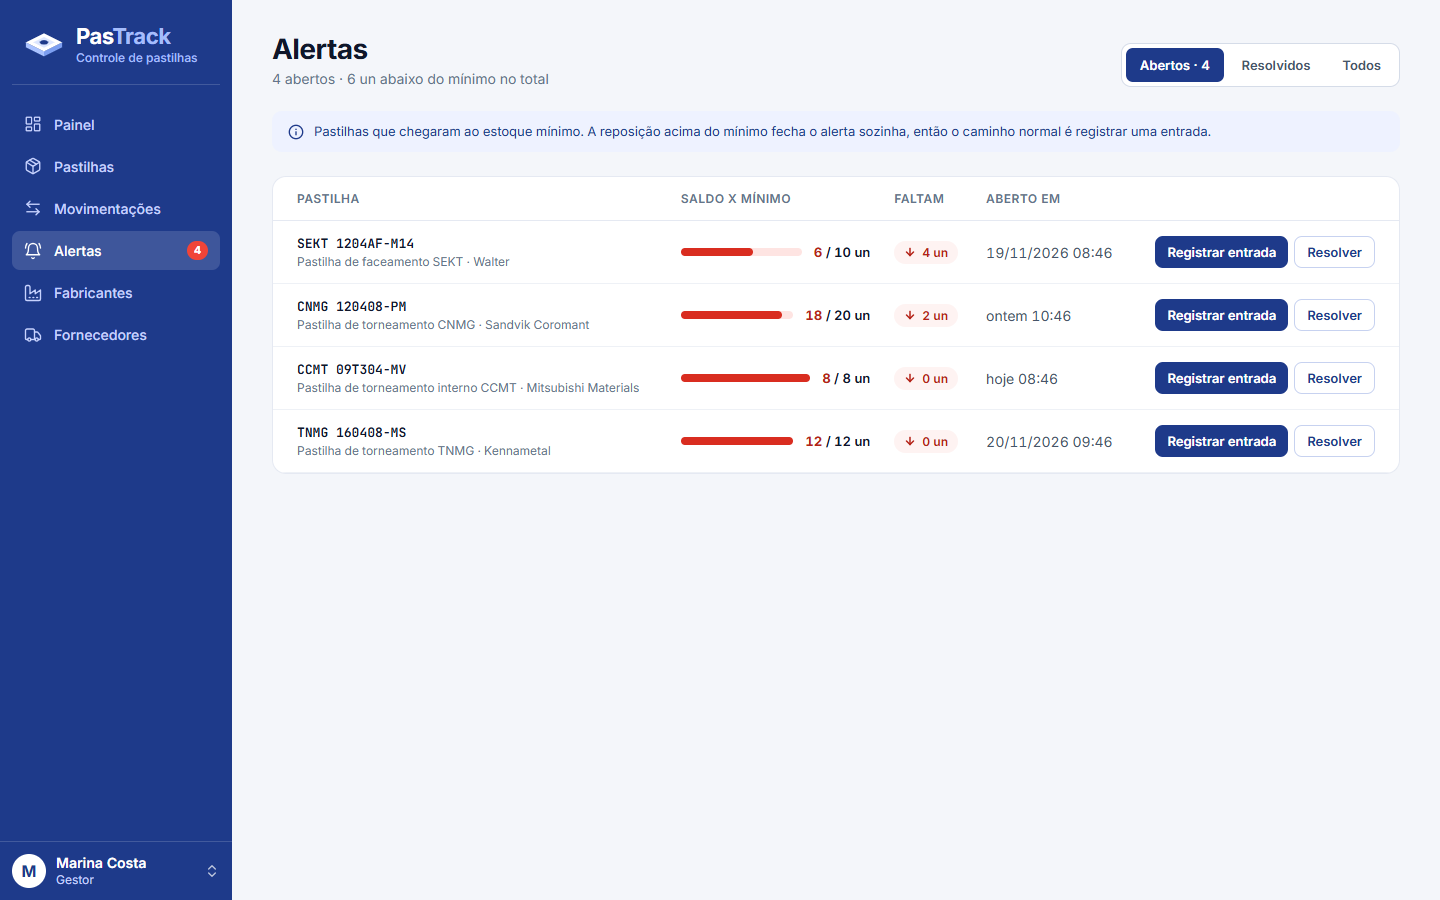 PasTrack
Controle de pastilhas
Painel
Pastilhas
Movimentações
Alertas 4
Fabricantes
Fornecedores
Marina Costa
M
Gestor
Alertas
4 abertos · 6 un abaixo do mínimo no total
Abertos · 4 Resolvidos Todos
Pastilhas que chegaram ao estoque mínimo. A reposição acima do mínimo fecha o alerta sozinha, então o caminho normal é registrar uma entrada.
PASTILHA SALDO X MÍNIMO FALTAM ABERTO EM
SEKT 1204AF-M14
Pastilha de faceamento SEKT · Walter
6 / 10 un 4 un 19/11/2026 08:46 Registrar entrada Resolver
CNMG 120408-PM
Pastilha de torneamento CNMG · Sandvik Coromant
18 / 20 un 2 un ontem 10:46 Registrar entrada Resolver
CCMT 09T304-MV
Pastilha de torneamento interno CCMT · Mitsubishi Materials
8 / 8 un 0 un hoje 08:46 Registrar entrada Resolver
TNMG 160408-MS
Pastilha de torneamento TNMG · Kennametal
12 / 12 un 0 un 20/11/2026 09:46 Registrar entrada Resolver